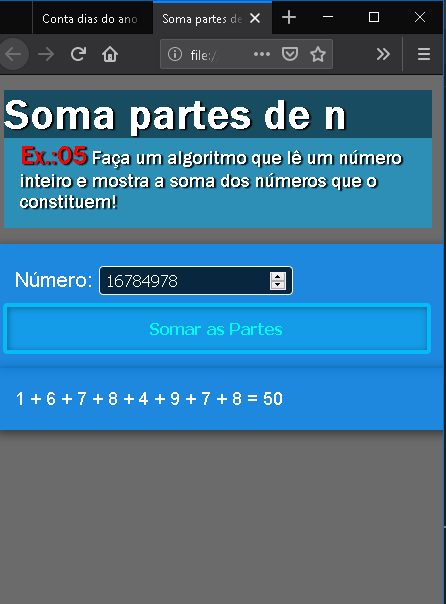 Conta dias do ano
Soma partes de
file:/
Soma partes de n
Ex.:05 Faça um algoritmo que lê um número
inteiro e mostra a soma dos números que o
constituem!
Número: 16784978
Somar as Partes
1 + 6 + 7 + 8 + 4 + 9 + 7 + 8 = 50